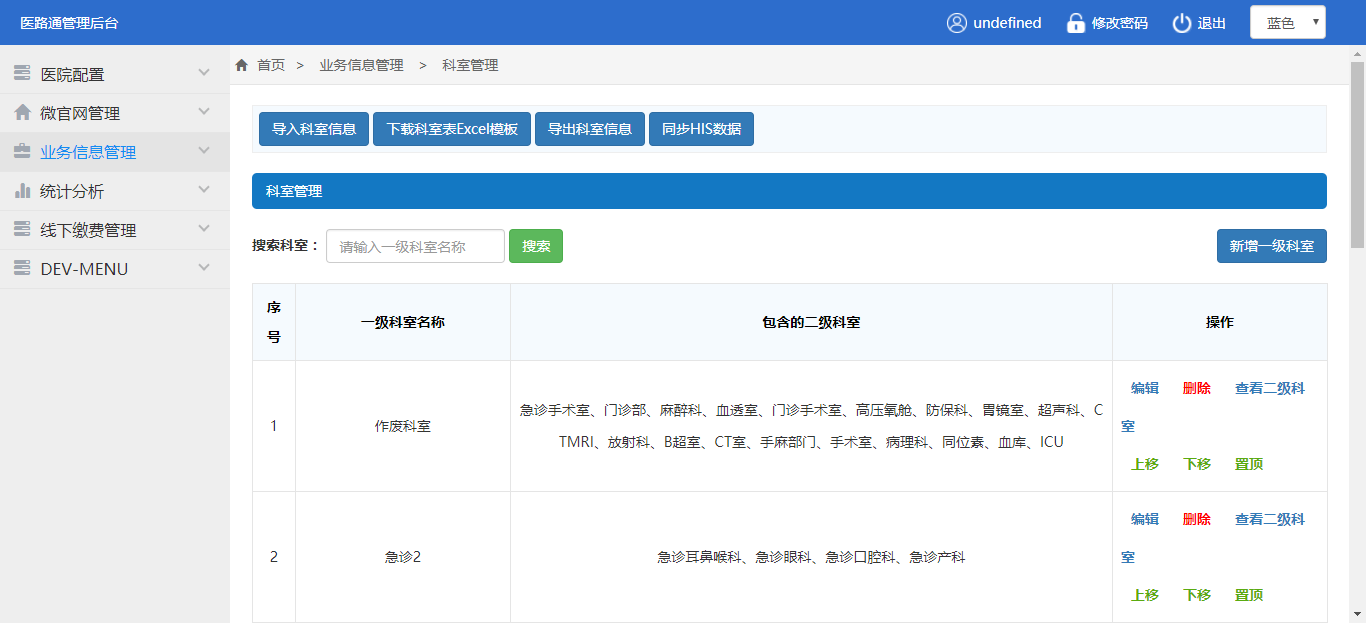 医路通管理后台
undefined
修改密码
退出
蓝色
医院配置
微官网管理
业务信息管理
统计分析
线下缴费管理
DEV-MENU
首页 > 业务信息管理 > 科室管理
导入科室信息 下载科室表Excel模板 导出科室信息 同步HIS数据
科室管理
搜索科室： 请输入一级科室名称 搜索 新增一级科室
序号 一级科室名称 包含的二级科室 操作
1 作废科室
急诊手术室、门诊部、麻醉科、血透室、门诊手术室、高压氧舱、防保科、胃镜室、超声科、C
TMRI、放射科、B超室、CT室、手麻部门、手术室、病理科、同位素、血库、ICU
编辑 删除 查看二级科
室
上移 下移 置顶
2 急诊2 急诊耳鼻喉科、急诊眼科、急诊口腔科、急诊产科
编辑 删除 查看二级科
室
上移 下移 置顶